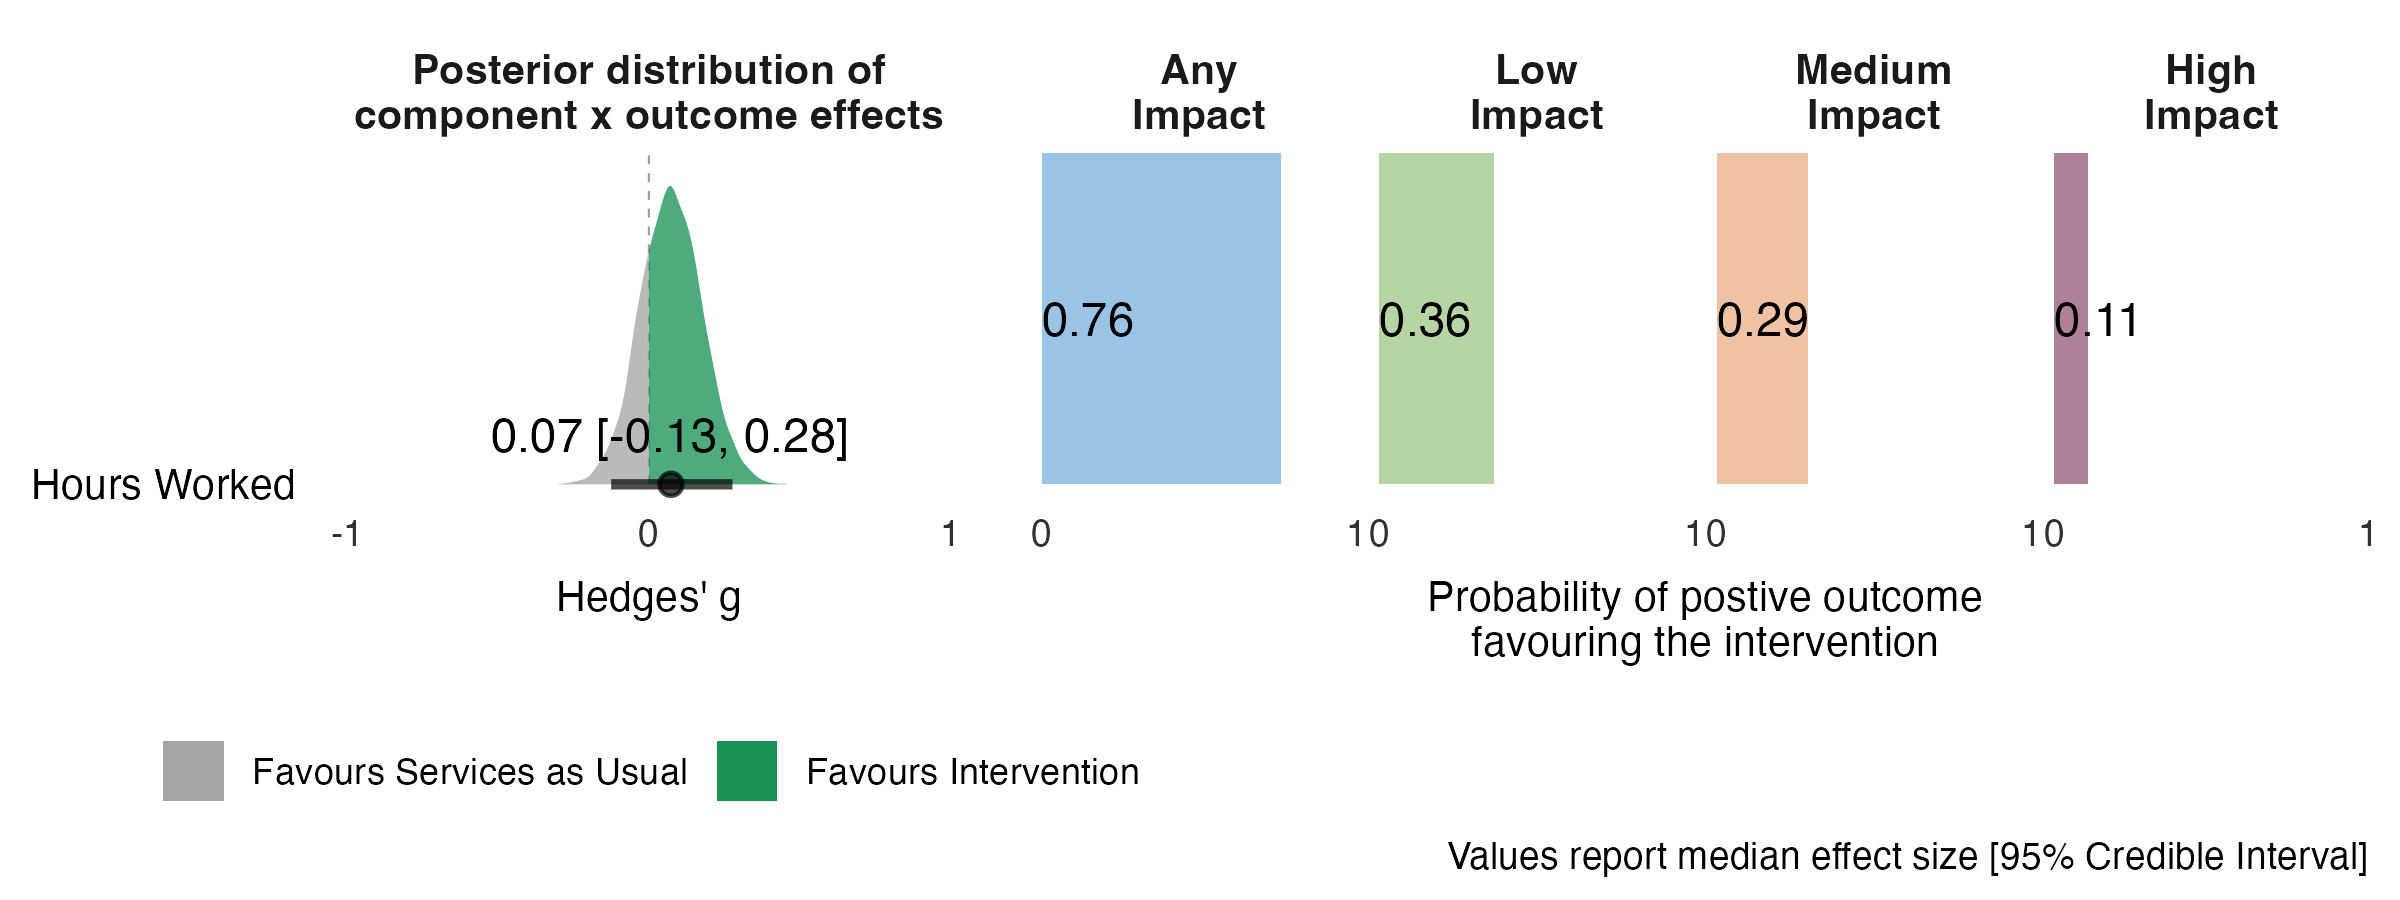 Posterior distribution of
component x outcome effects
Any
Impact
Low
Impact
Medium
Impact
High
Impact
0.76
0.36
0.29
0.11
0.07 [-0.13, 0.28]
Hours Worked
-1 0 1 0 10 10 10 1
Hedges' g
Probability of postive outcome
favouring the intervention
Favours Services as Usual
Favours Intervention
Values report median effect size [95% Credible Interval]